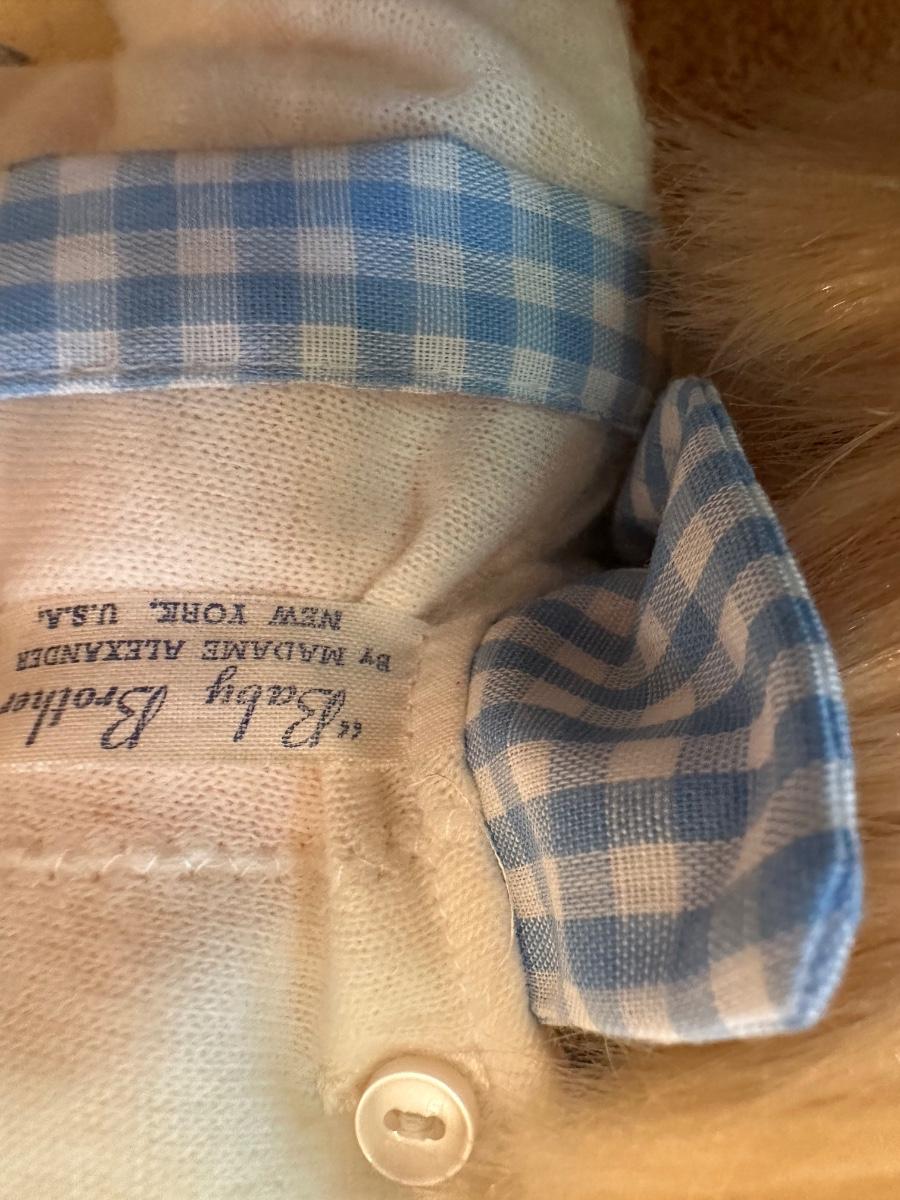 "Baby Brother
By MADAME ALEXANDER
NEW YORK, U.S.A.